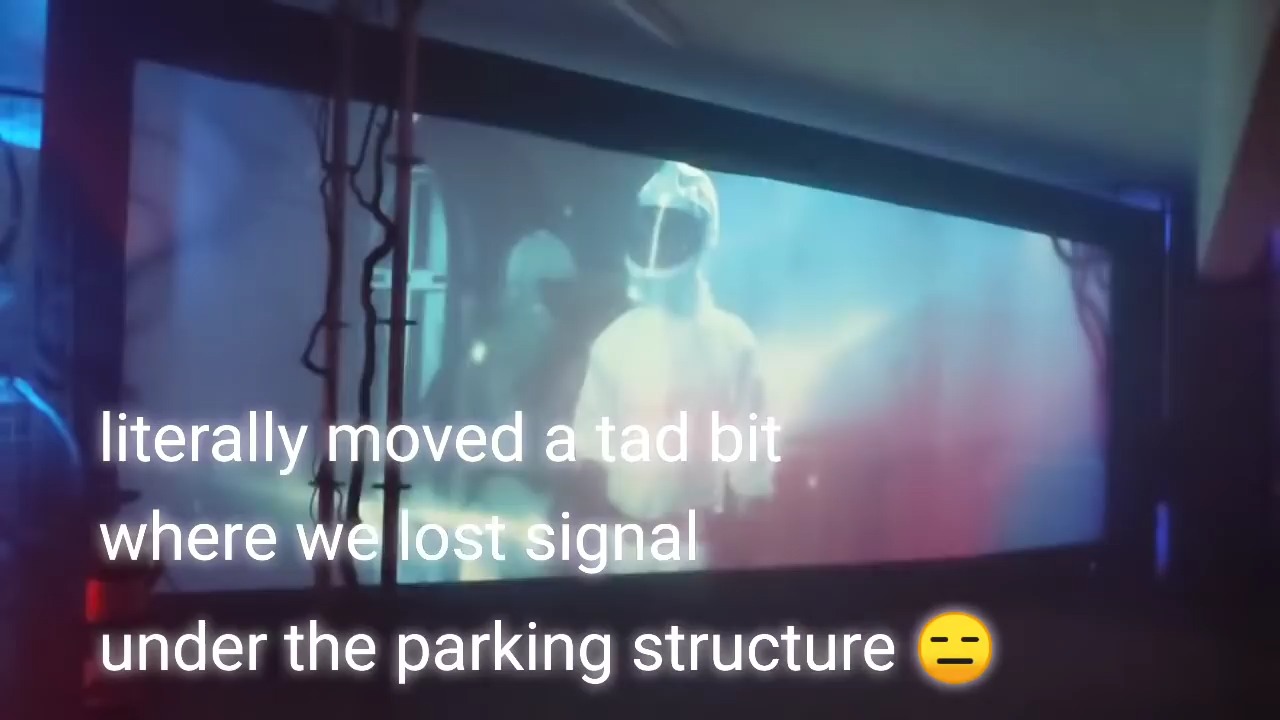 literally moved a tad bit
where we lost signal
under the parking structure 😑